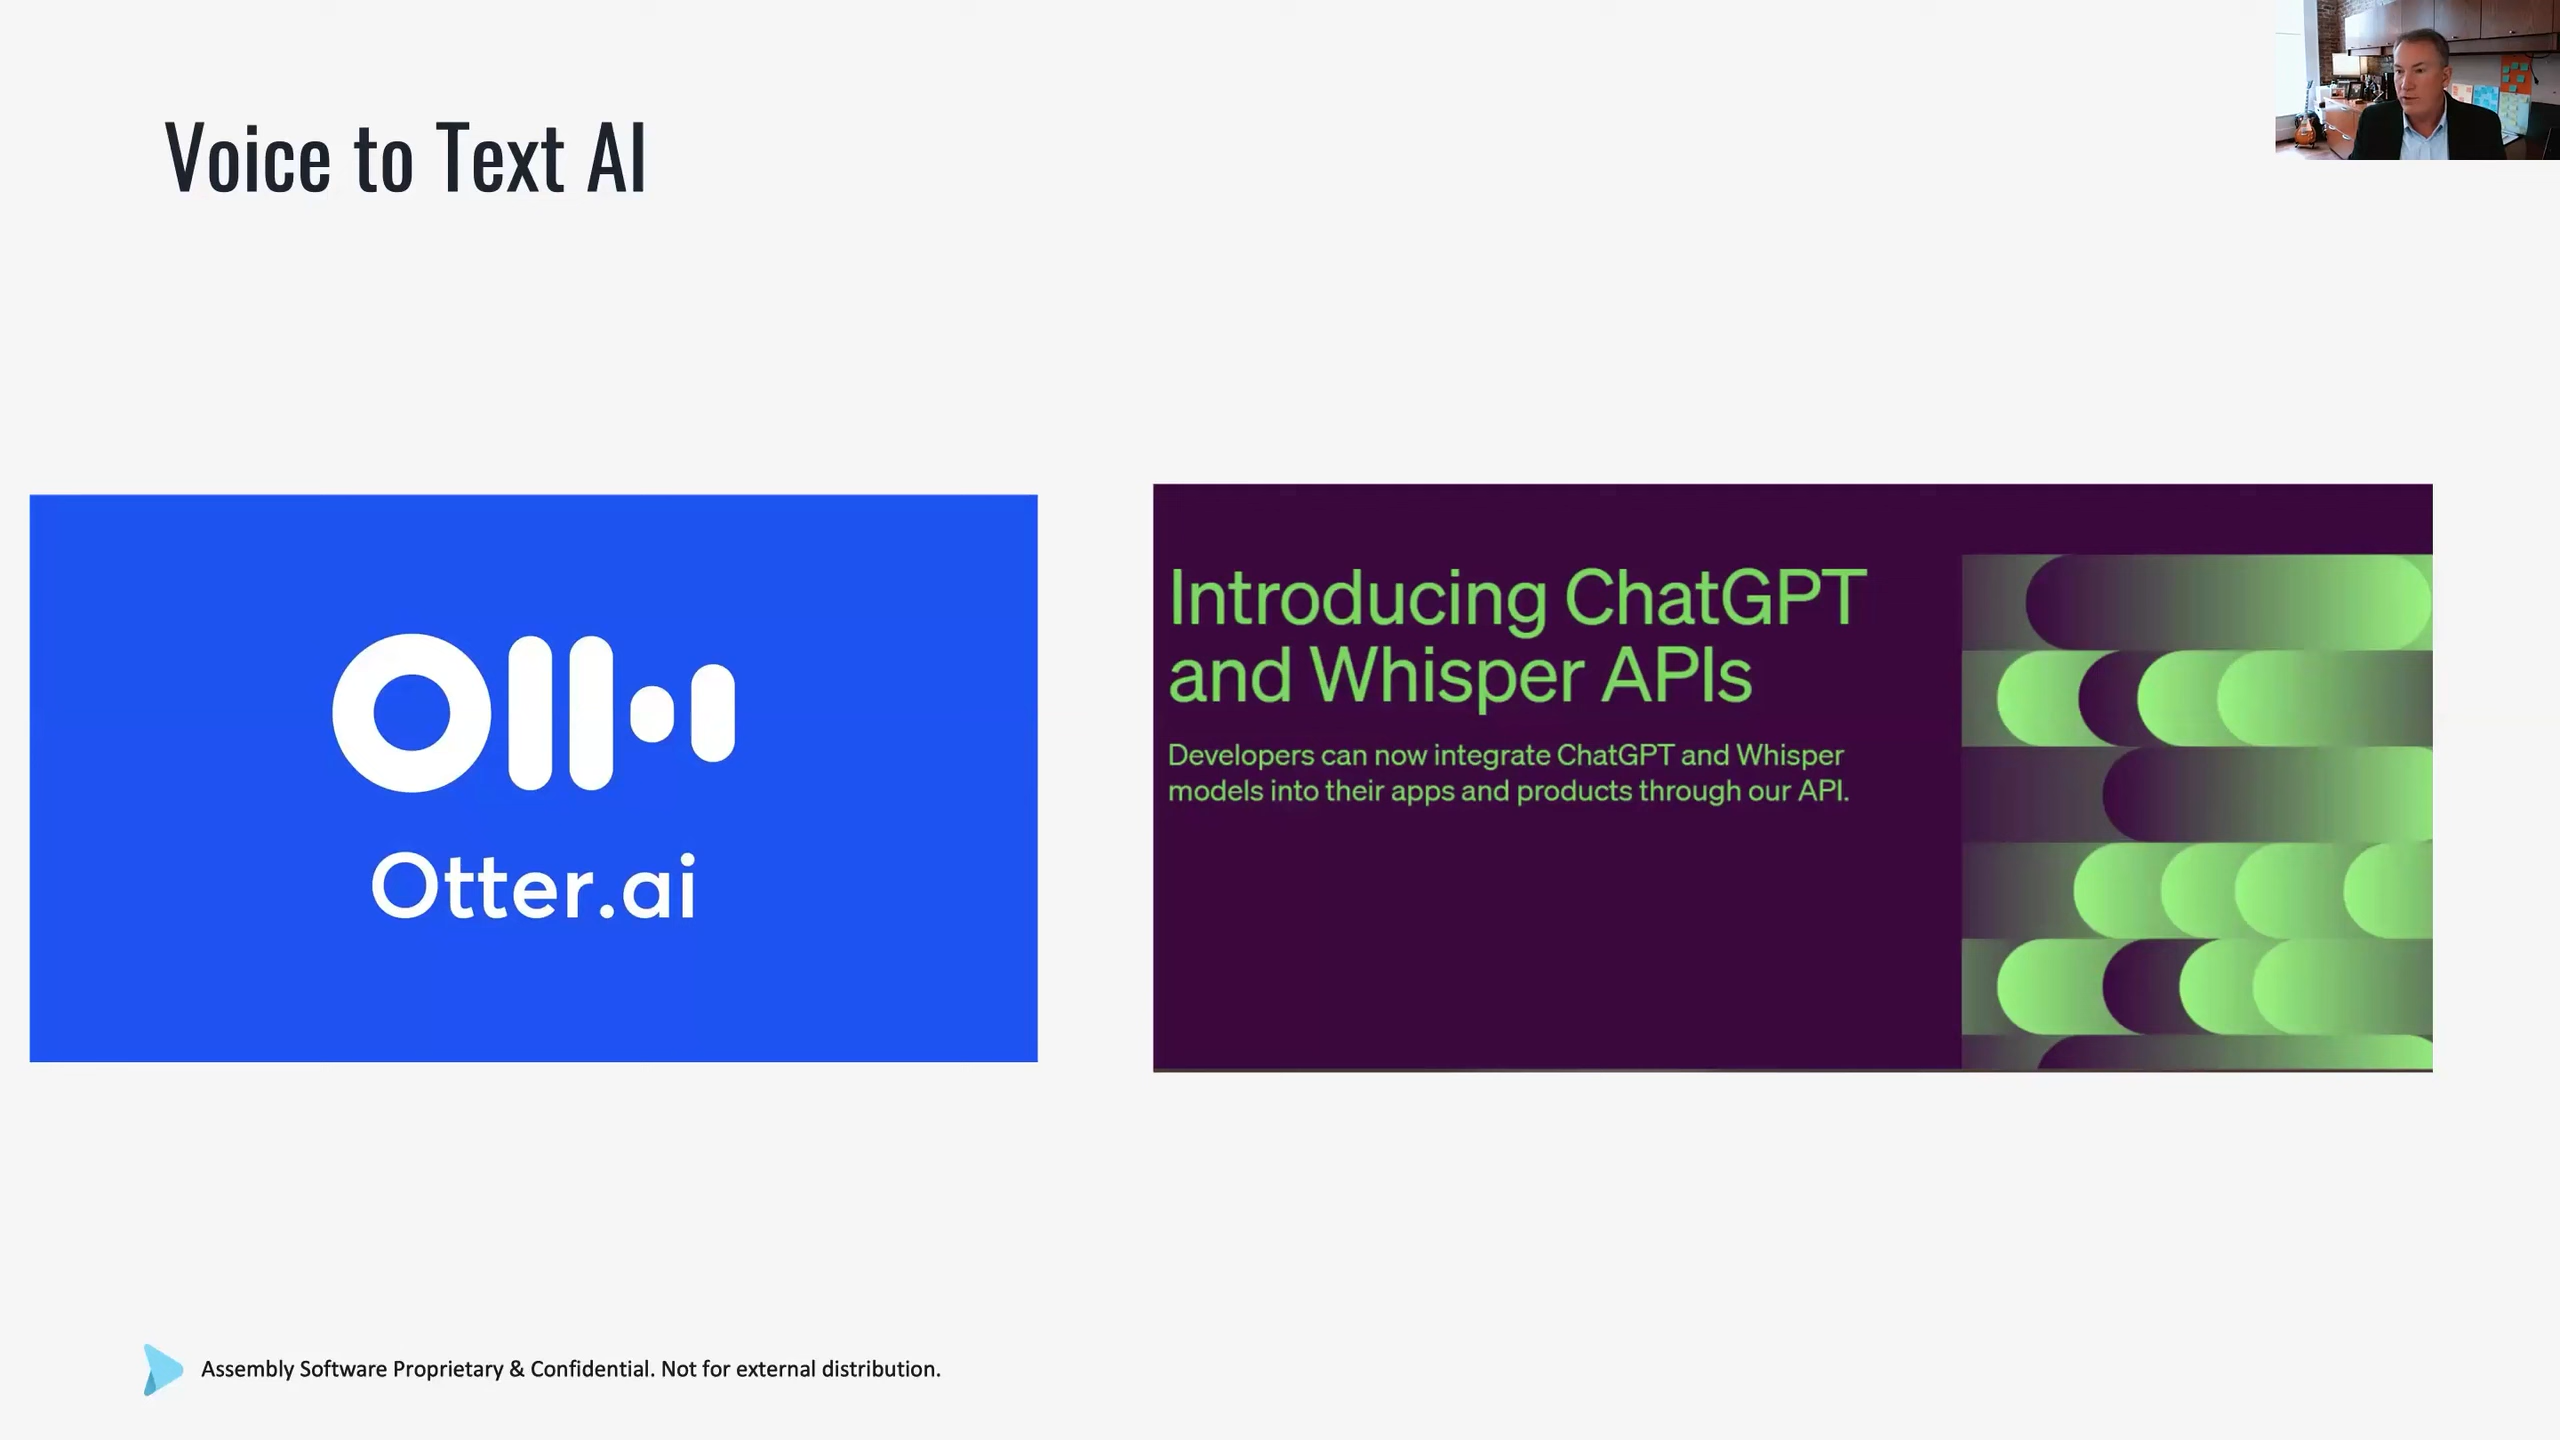 Voice to Text AI
Otter.ai
Introducing ChatGPT
and Whisper APIs
Developers can now integrate ChatGPT and Whisper
models into their apps and products through our API.
Assembly Software Proprietary & Confidential. Not for external distribution.